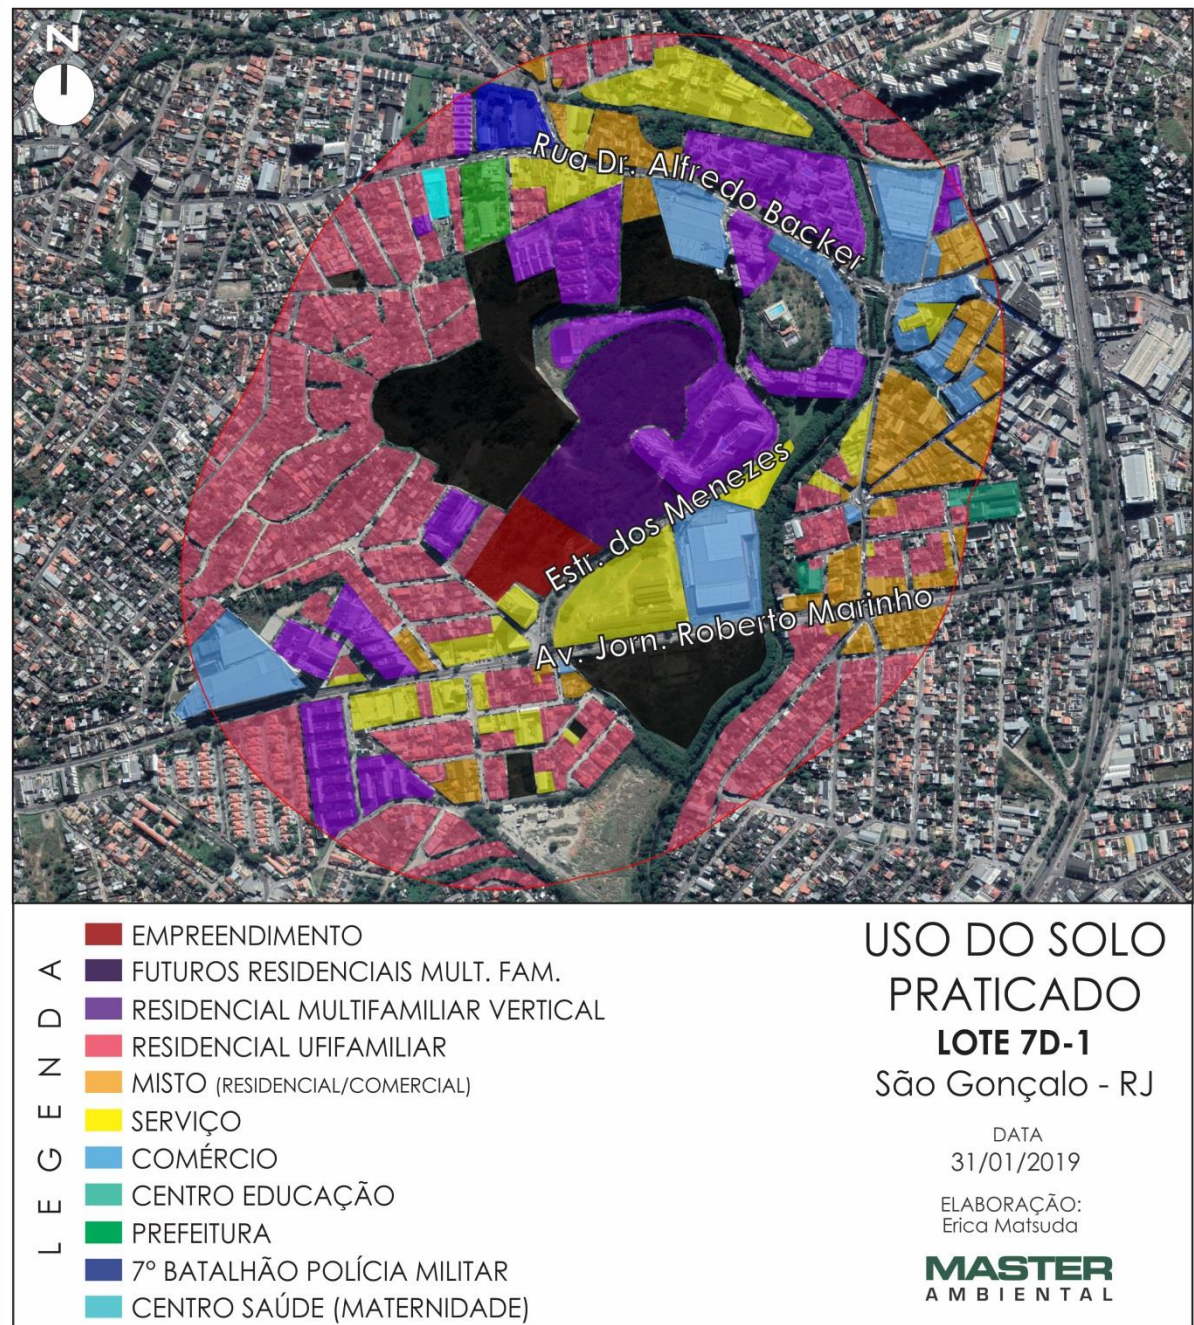 N
Rua Dr. Alfredo Backer
Estr. dos Menezes
Av. Jorn. Roberto Marinho
LEGENDA
EMPREENDIMENTO
FUTUROS RESIDENCIAIS MULT. FAM.
RESIDENCIAL MULTIFAMILIAR VERTICAL
RESIDENCIAL UFIFAMILIAR
MISTO (RESIDENCIAL/COMERCIAL)
SERVIÇO
COMÉRCIO
CENTRO EDUCAÇÃO
PREFEITURA
7º BATALHÃO POLÍCIA MILITAR
CENTRO SAÚDE (MATERNIDADE)
USO DO SOLO
PRATICADO
LOTE 7D-1
São Gonçalo - RJ
DATA
31/01/2019
ELABORAÇÃO:
Erica Matsuda
MASTER
AMBIENTAL